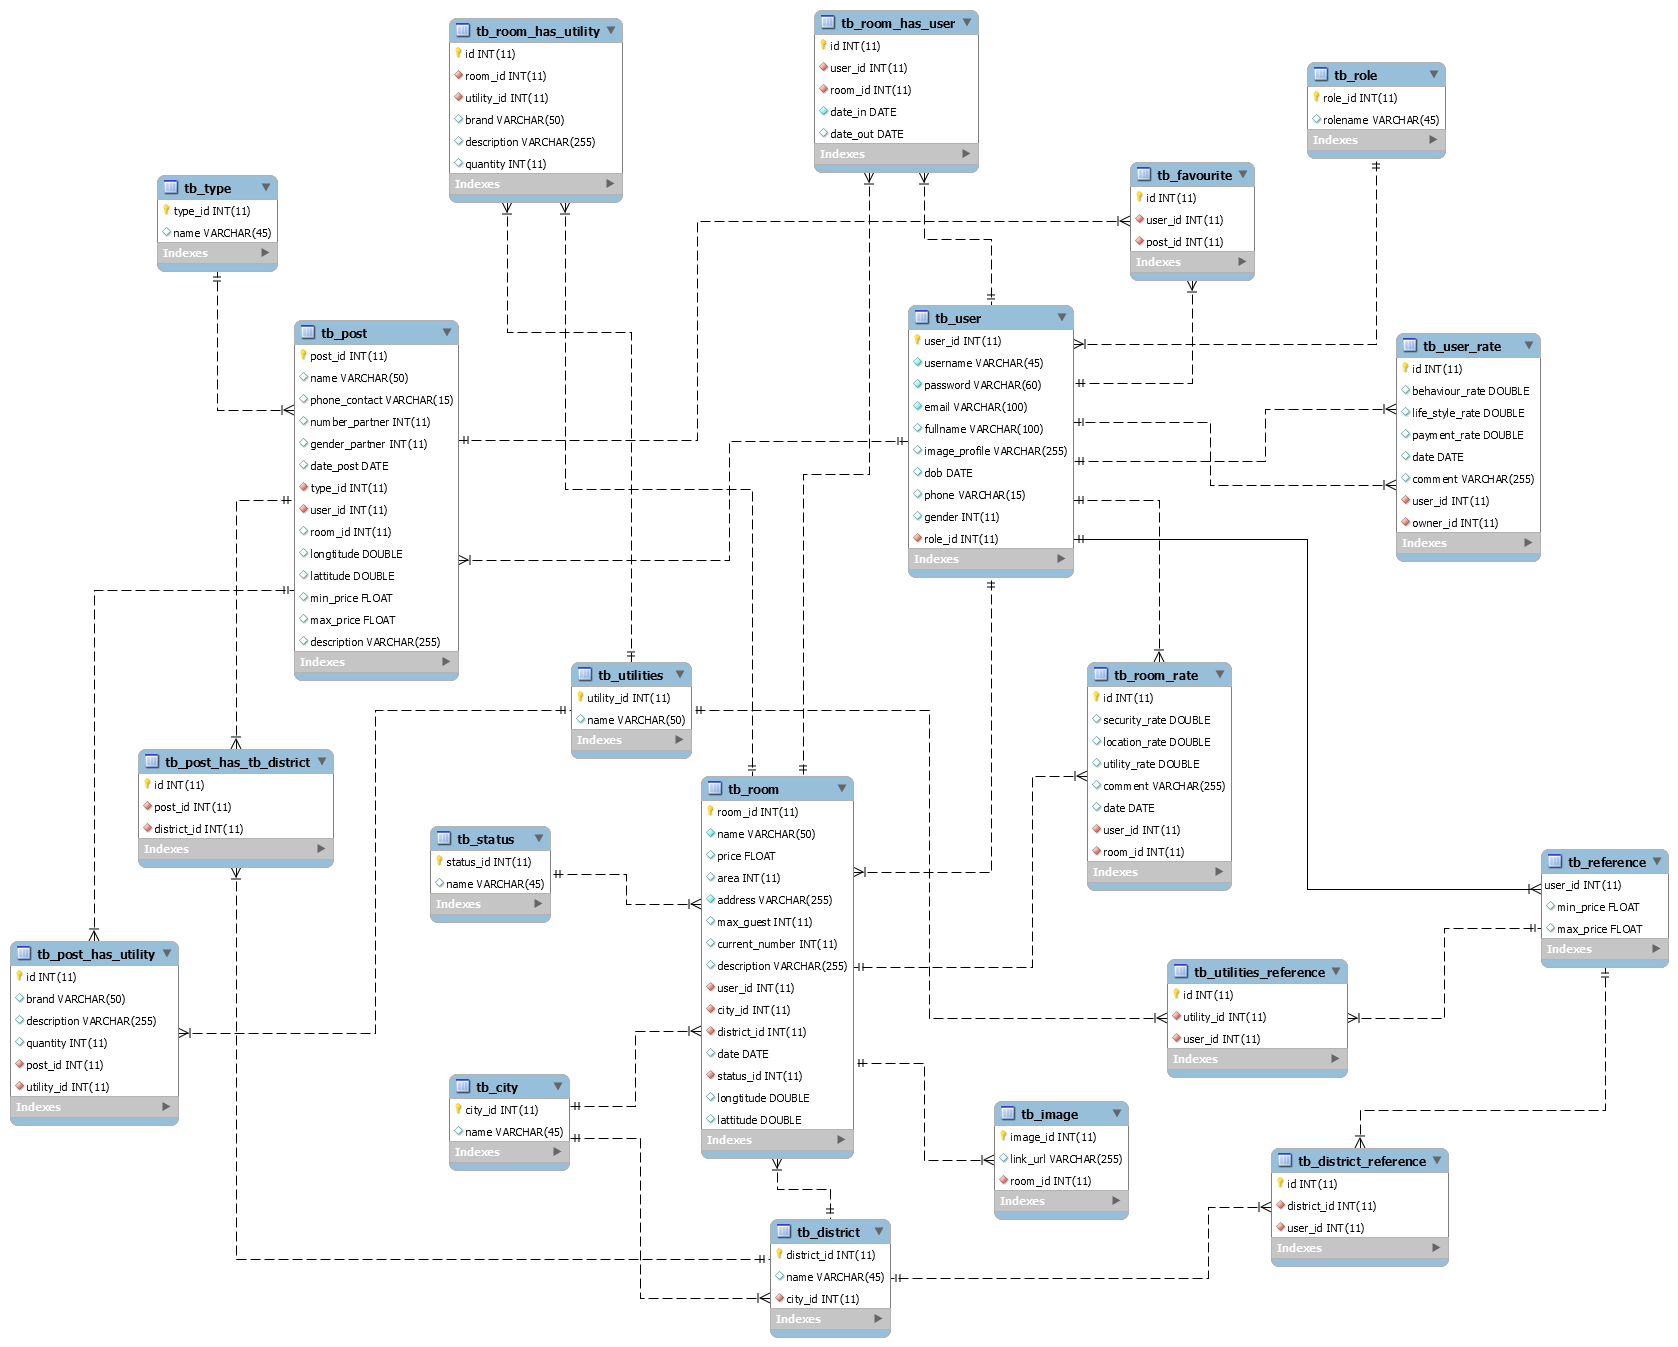 tb_room_has_utility
id INT(11)
room_id INT(11)
utility_id INT(11)
brand VARCHAR(50)
description VARCHAR(255)
quantity INT(11)
Indexes
tb_room_has_user
id INT(11)
user_id INT(11)
room_id INT(11)
date_in DATE
date_out DATE
Indexes
tb_role
role_id INT(11)
rolename VARCHAR(45)
Indexes
tb_type
type_id INT(11)
name VARCHAR(45)
Indexes
tb_favourite
id INT(11)
user_id INT(11)
post_id INT(11)
Indexes
tb_post
post_id INT(11)
name VARCHAR(50)
phone_contact VARCHAR(15)
number_partner INT(11)
gender_partner INT(11)
date_post DATE
type_id INT(11)
user_id INT(11)
room_id INT(11)
longtitude DOUBLE
lattitude DOUBLE
min_price FLOAT
max_price FLOAT
description VARCHAR(255)
Indexes
tb_user
user_id INT(11)
username VARCHAR(45)
password VARCHAR(60)
email VARCHAR(100)
fullname VARCHAR(100)
image_profile VARCHAR(255)
dob DATE
phone VARCHAR(15)
gender INT(11)
role_id INT(11)
Indexes
tb_user_rate
id INT(11)
behaviour_rate DOUBLE
life_style_rate DOUBLE
payment_rate DOUBLE
date DATE
comment VARCHAR(255)
user_id INT(11)
owner_id INT(11)
Indexes
tb_utilities
utility_id INT(11)
name VARCHAR(50)
Indexes
tb_room_rate
id INT(11)
security_rate DOUBLE
location_rate DOUBLE
utility_rate DOUBLE
comment VARCHAR(255)
date DATE
user_id INT(11)
room_id INT(11)
Indexes
tb_post_has_tb_district
id INT(11)
post_id INT(11)
district_id INT(11)
Indexes
tb_room
room_id INT(11)
name VARCHAR(50)
price FLOAT
area INT(11)
address VARCHAR(255)
max_guest INT(11)
current_number INT(11)
description VARCHAR(255)
user_id INT(11)
city_id INT(11)
district_id INT(11)
date DATE
status_id INT(11)
longtitude DOUBLE
lattitude DOUBLE
Indexes
tb_status
status_id INT(11)
name VARCHAR(45)
Indexes
tb_reference
user_id INT(11)
min_price FLOAT
max_price FLOAT
Indexes
tb_post_has_utility
id INT(11)
brand VARCHAR(50)
description VARCHAR(255)
quantity INT(11)
post_id INT(11)
utility_id INT(11)
Indexes
tb_utilities_reference
id INT(11)
utility_id INT(11)
user_id INT(11)
Indexes
tb_city
city_id INT(11)
name VARCHAR(45)
Indexes
tb_image
image_id INT(11)
link_url VARCHAR(255)
room_id INT(11)
Indexes
tb_district_reference
id INT(11)
district_id INT(11)
user_id INT(11)
Indexes
tb_district
district_id INT(11)
name VARCHAR(45)
city_id INT(11)
Indexes